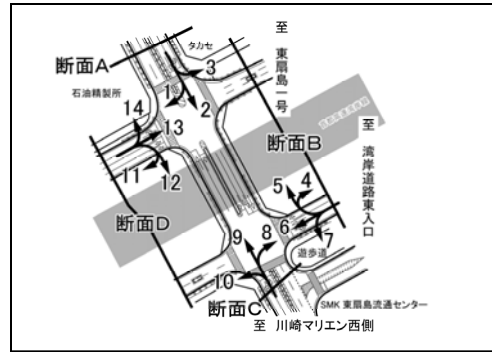 タカセ
至 東扇島一号
断面A
石油精製所
3
1
2
14
13
断面B
至 湾岸道路東入口
11
12
5
4
断面D
6
7
9
8
遊歩道
10
断面C
SMK 東扇島流通センター
至 川崎マリエン西側